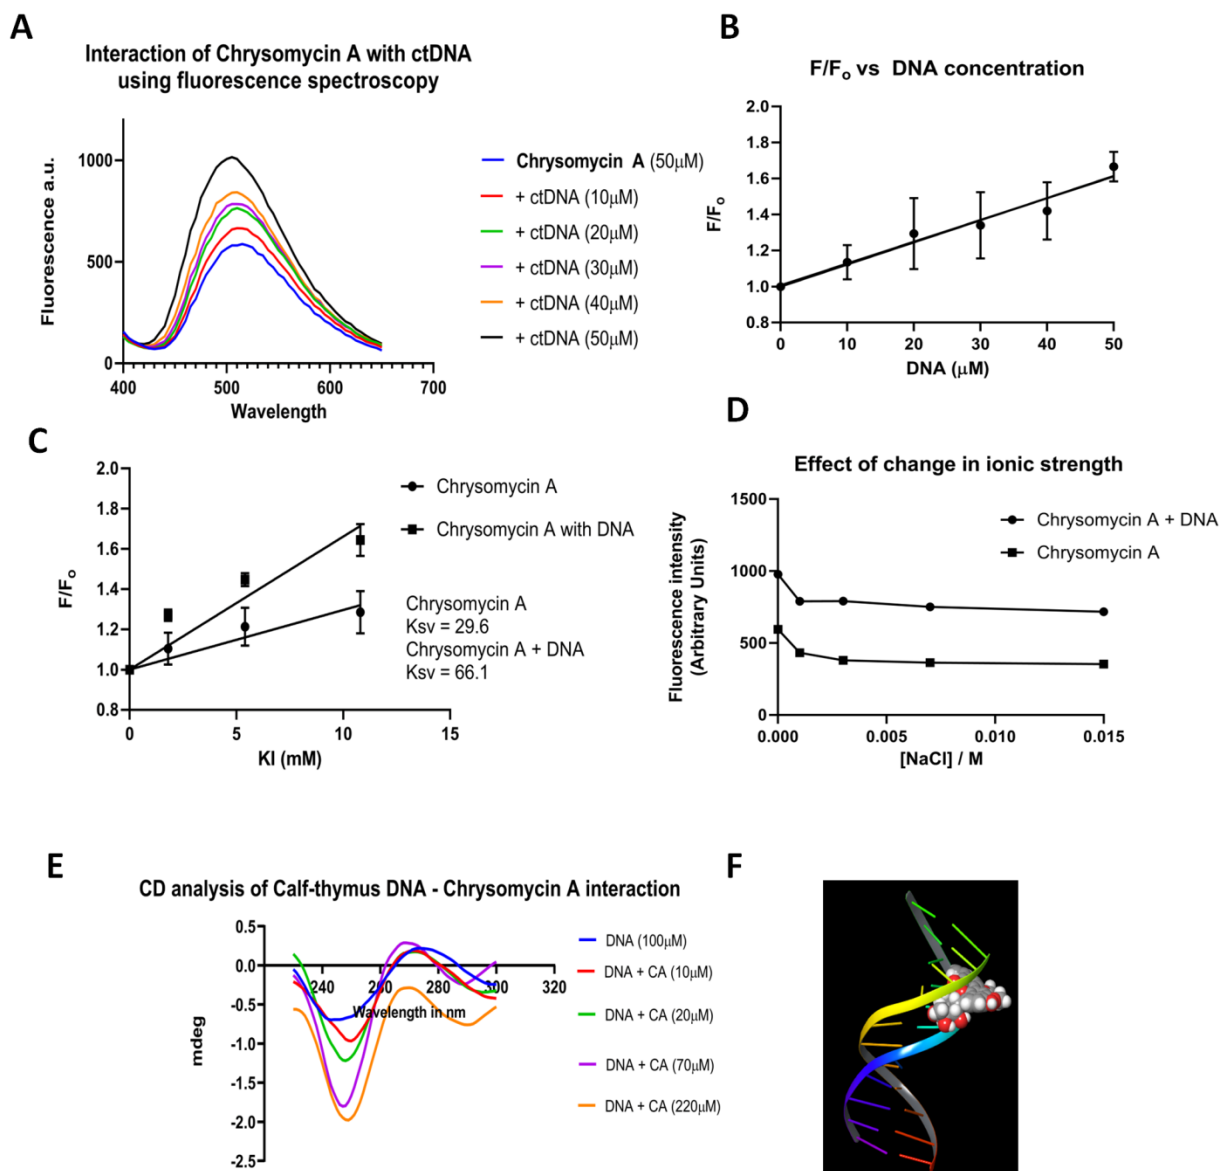 A
Interaction of Chrysomycin A with ctDNA
using fluorescence spectroscopy
Fluorescence a.u.
1000
500
0
400
500
600
700
Wavelength
Chrysomycin A (50μM)
+ ctDNA (10μM)
+ ctDNA (20μM)
+ ctDNA (30μM)
+ ctDNA (40μM)
+ ctDNA (50μM)
B
F/Fo vs DNA concentration
F/Fo
2.0
1.8
1.6
1.4
1.2
1.0
0.8
0
10
20
30
40
50
DNA (μM)
C
F/Fo
2.0
1.8
1.6
1.4
1.2
1.0
0.8
0
5
10
15
KI (mM)
Chrysomycin A
Chrysomycin A with DNA
Chrysomycin A
Ksv = 29.6
Chrysomycin A + DNA
Ksv = 66.1
D
Effect of change in ionic strength
Fluorescence intensity
(Arbitrary Units)
1500
1000
500
0
0.000
0.005
0.010
0.015
[NaCl] / M
Chrysomycin A + DNA
Chrysomycin A
E
CD analysis of Calf-thymus DNA - Chrysomycin A interaction
mdeg
0.5
0.0
-0.5
-1.0
-1.5
-2.0
-2.5
240
260
280
300
320
Wavelength in nm
DNA (100μM)
DNA + CA (10μM)
DNA + CA (20μM)
DNA + CA (70μM)
DNA + CA (220μM)
F